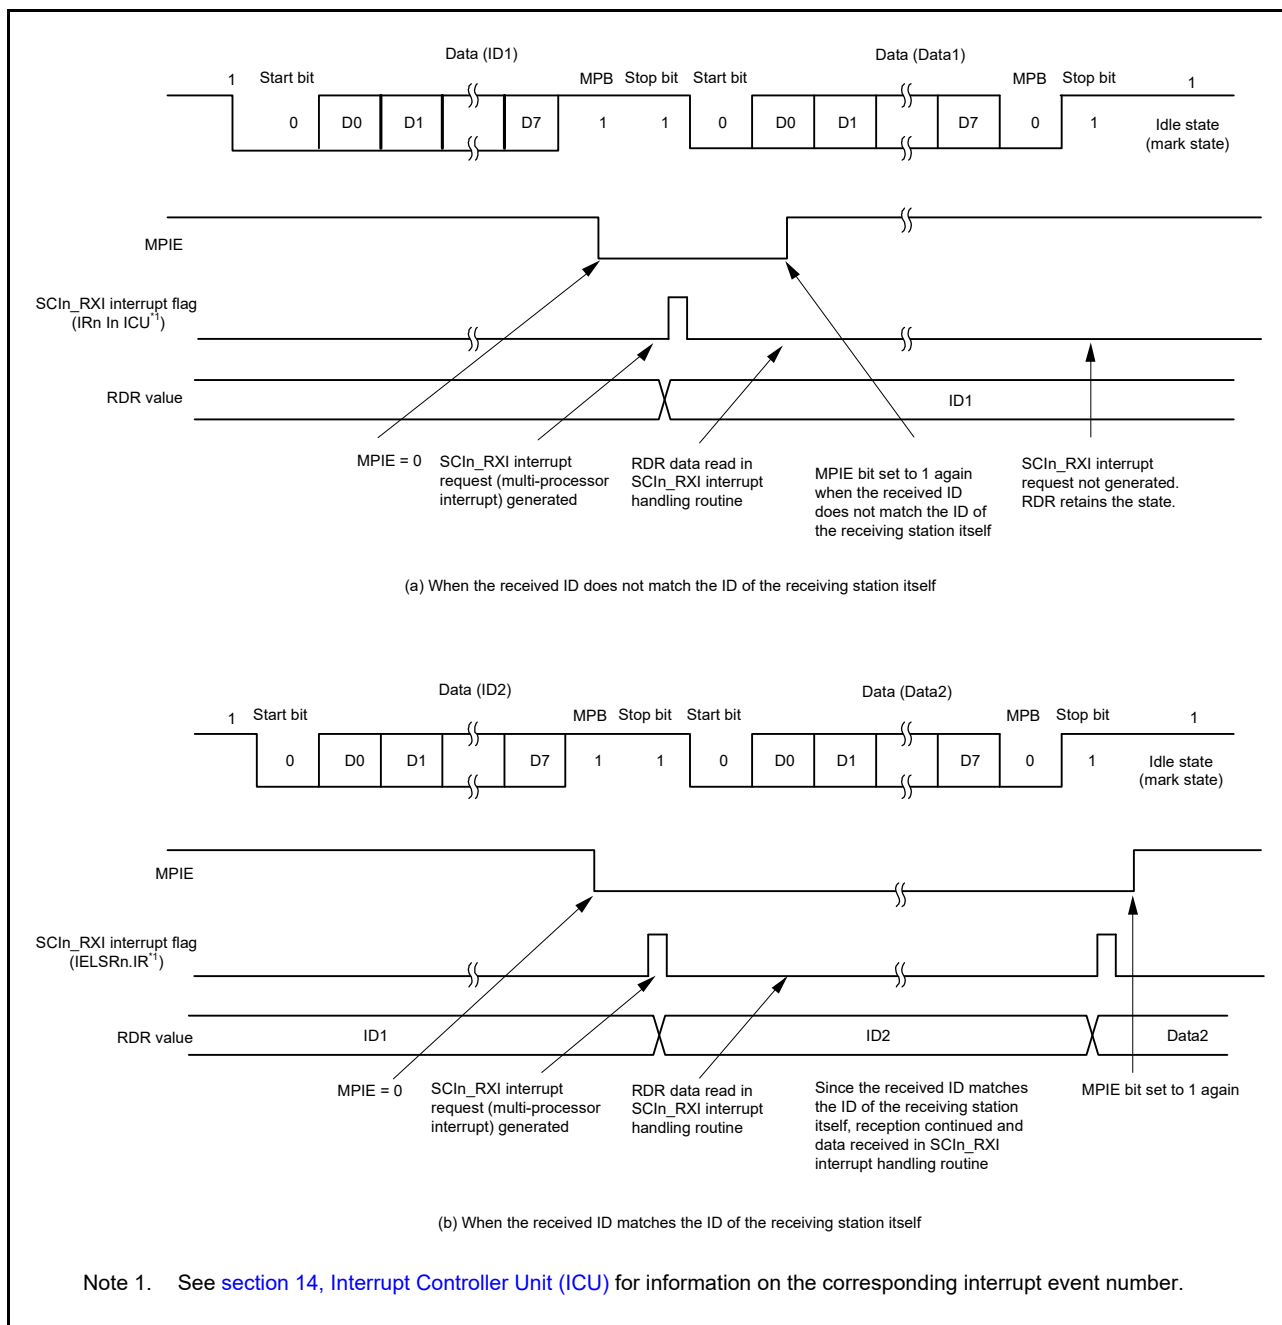 Data (ID1) Data (Data1)
1 Start bit MPB Stop bit Start bit MPB Stop bit 1
0 D0 D1 D7 1 1 0 D0 D1 D7 0 1 Idle state
(mark state)
MPIE
SCIn_RXI interrupt flag
(IRn In ICU*1)
RDR value ID1
MPIE = 0
SCIn_RXI interrupt
request (multi-processor
interrupt) generated
RDR data read in
SCIn_RXI interrupt
handling routine
MPIE bit set to 1 again
when the received ID
does not match the ID of
the receiving station itself
SCIn_RXI interrupt
request not generated.
RDR retains the state.
(a) When the received ID does not match the ID of the receiving station itself
Data (ID2) Data (Data2)
1 Start bit MPB Stop bit Start bit MPB Stop bit 1
0 D0 D1 D7 1 1 0 D0 D1 D7 0 1 Idle state
(mark state)
MPIE
SCIn_RXI interrupt flag
(IELSRn.IR*1)
RDR value ID1 ID2 Data2
MPIE = 0
SCIn_RXI interrupt
request (multi-processor
interrupt) generated
RDR data read in
SCIn_RXI interrupt
handling routine
Since the received ID matches
the ID of the receiving station
itself, reception continued and
data received in SCIn_RXI
interrupt handling routine
MPIE bit set to 1 again
(b) When the received ID matches the ID of the receiving station itself
Note 1. See section 14, Interrupt Controller Unit (ICU) for information on the corresponding interrupt event number.